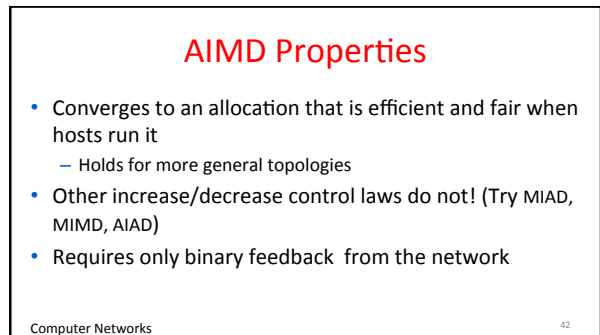 AIMD Properties
• Converges to an allocation that is efficient and fair when
hosts run it
– Holds for more general topologies
• Other increase/decrease control laws do not! (Try MIAD,
MIMD, AIAD)
• Requires only binary feedback from the network
Computer Networks
42